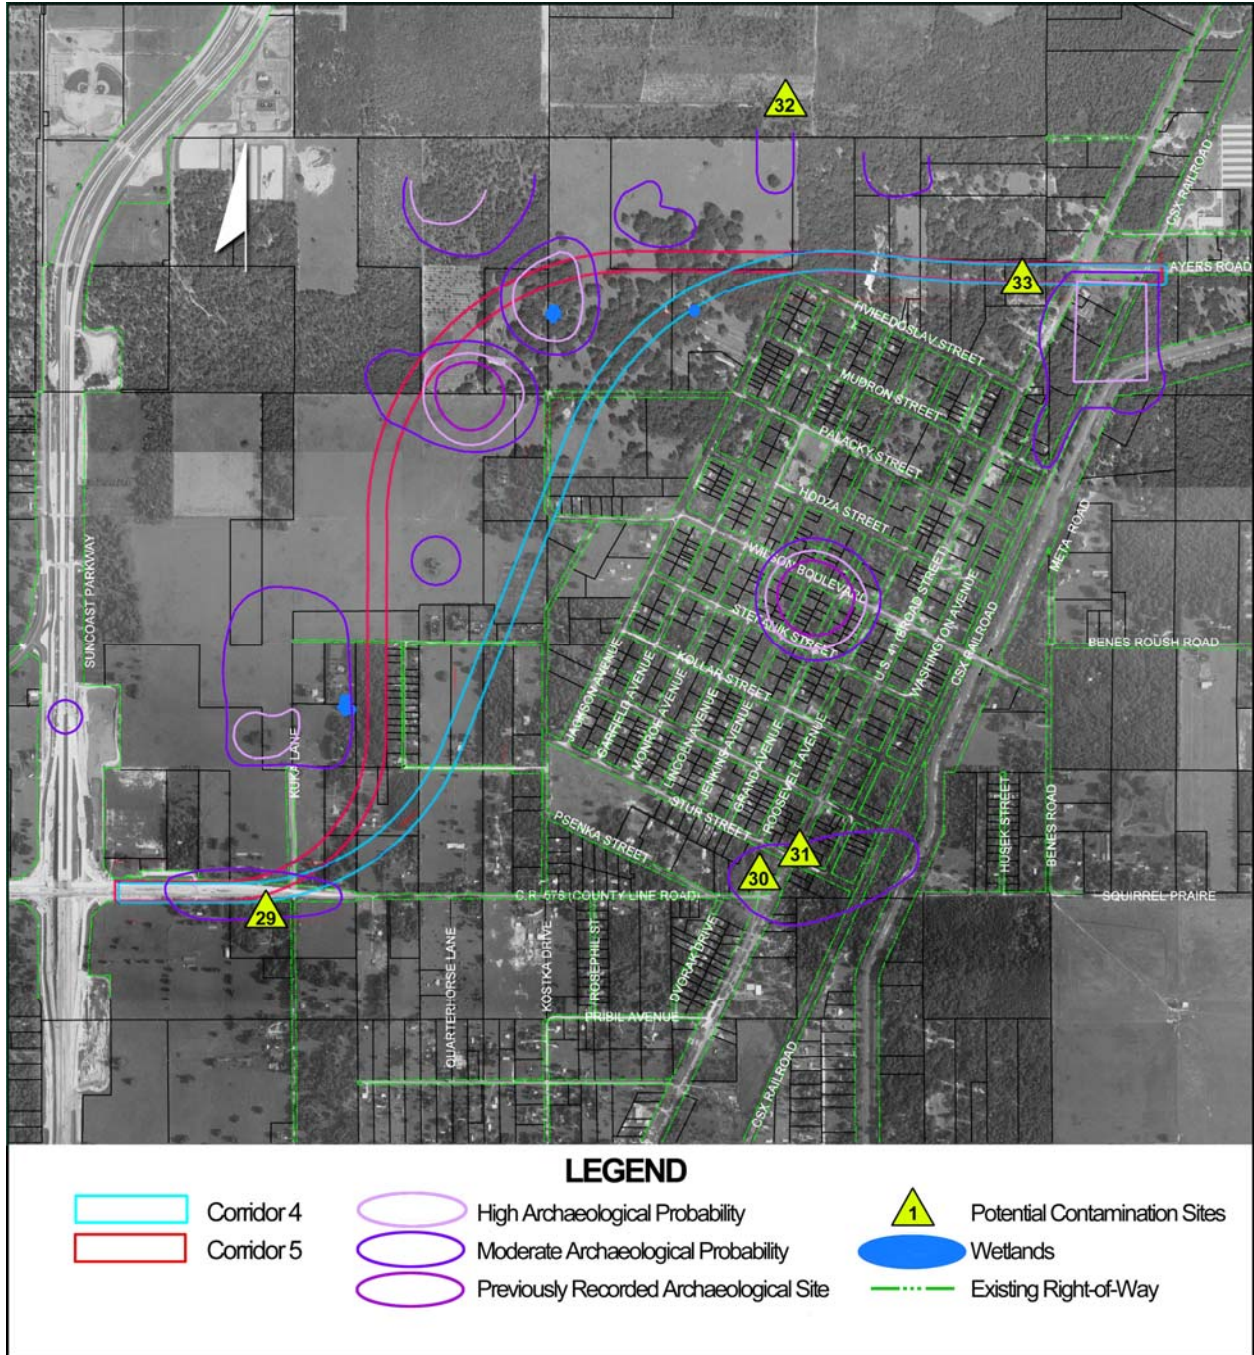 32
CSX RAILROAD
AYERS ROAD
33
HVIEEDOSLAV STREET
MUDRON STREET
PALACKY STREET
HODZA STREET
WILSON BOULEVARD
STEFANIK STREET
KOLLAR STREET
U.S. 41 (BROAD STREET)
WASHINGTON AVENUE
CSX RAILROAD
META ROAD
BENES ROUSH ROAD
SUNCOAST PARKWAY
KUKA LANE
JACKSON AVENUE
GARFIELD AVENUE
MONROE AVENUE
LINCOLN AVENUE
JENKINS AVENUE
GRAND AVENUE
ROOSEVELT AVENUE
STUR STREET
PSENKA STREET
31
30
29
C.R. 578 (COUNTY LINE ROAD)
HUSEK STREET
BENES ROAD
SQUIRREL PRAIRE
QUARTERHORSE LANE
KOSTKA DRIVE
ROSEPHIL ST.
DVORAK DRIVE
PRIBIL AVENUE
CSX RAILROAD
LEGEND
Corridor 4
High Archaeological Probability
1
Potential Contamination Sites
Corridor 5
Moderate Archaeological Probability
Wetlands
Previously Recorded Archaeological Site
Existing Right-of-Way